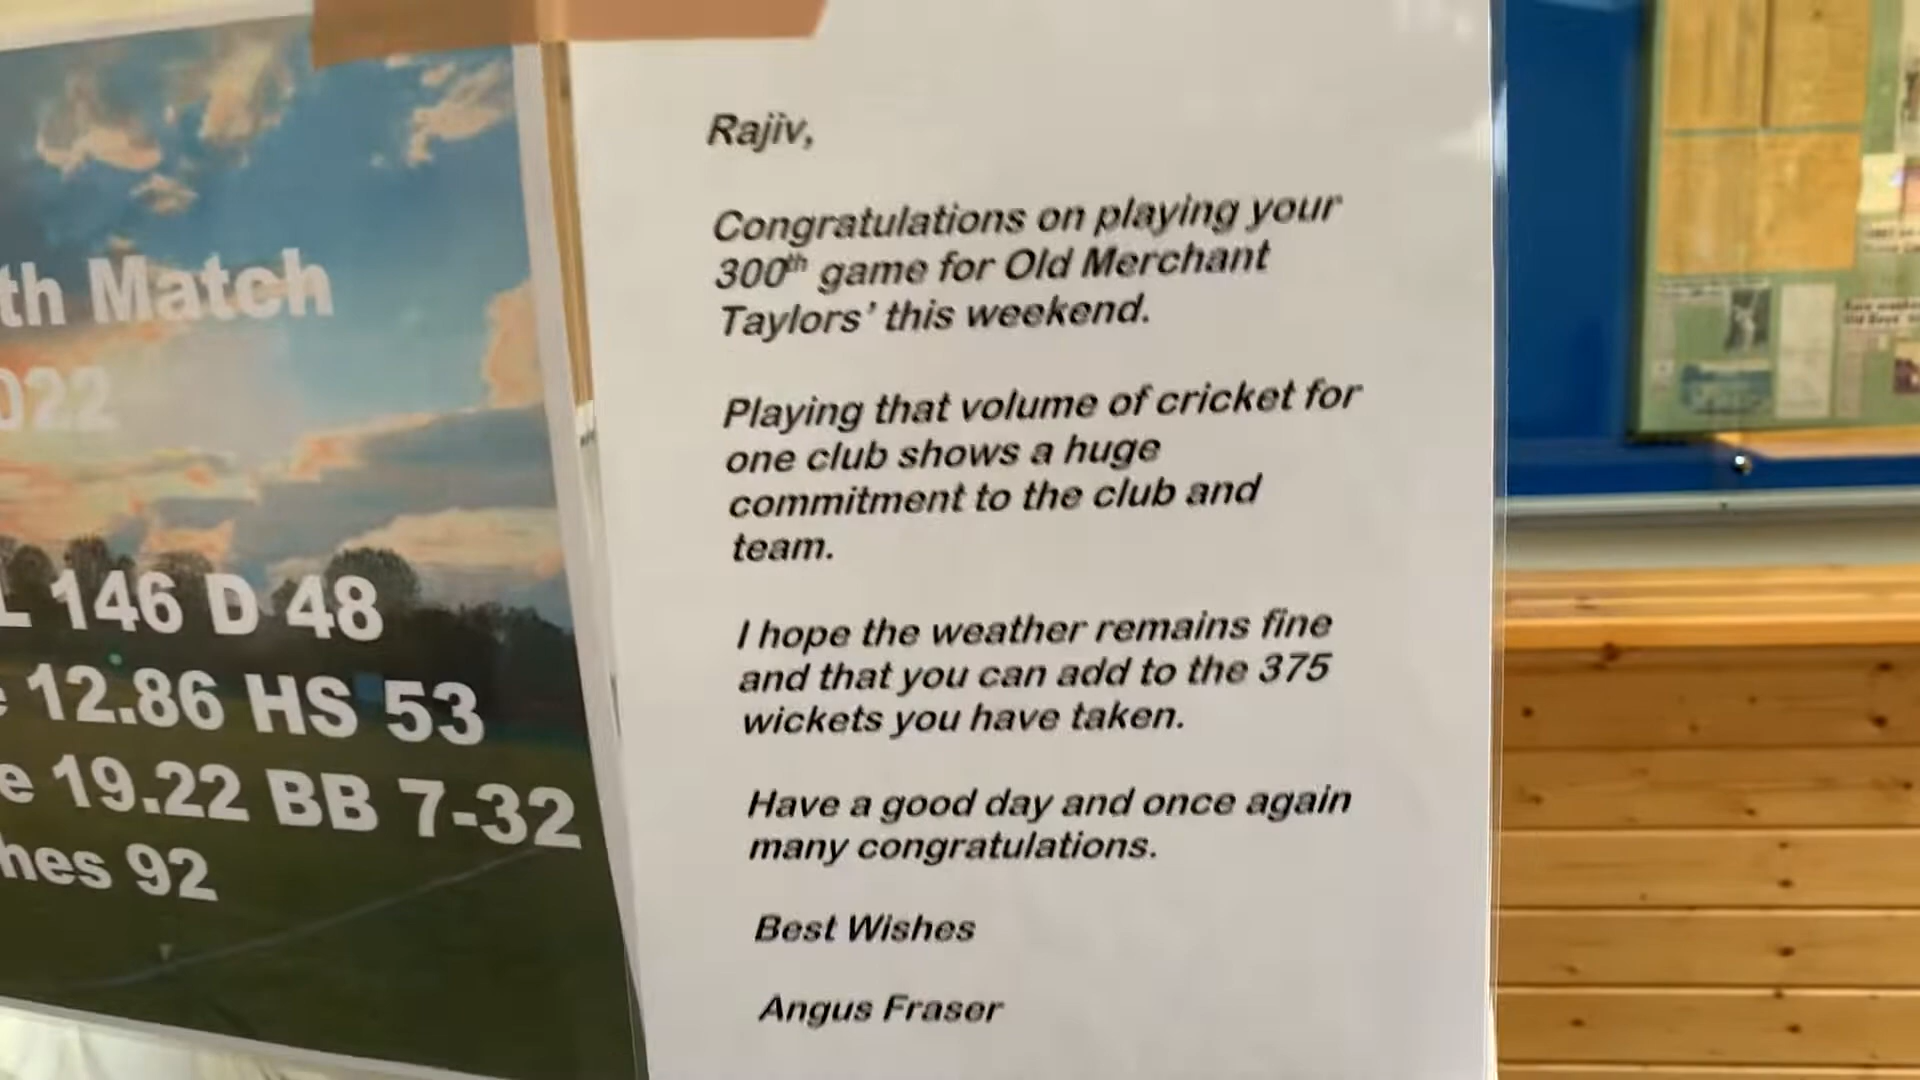 th Match
022
L 146 D 48
e 12.86 HS 53
e 19.22 BB 7-32
hes 92
Rajiv,
Congratulations on playing your
300th game for Old Merchant
Taylors' this weekend.
Playing that volume of cricket for
one club shows a huge
commitment to the club and
team.
I hope the weather remains fine
and that you can add to the 375
wickets you have taken.
Have a good day and once again
many congratulations.
Best Wishes
Angus Fraser